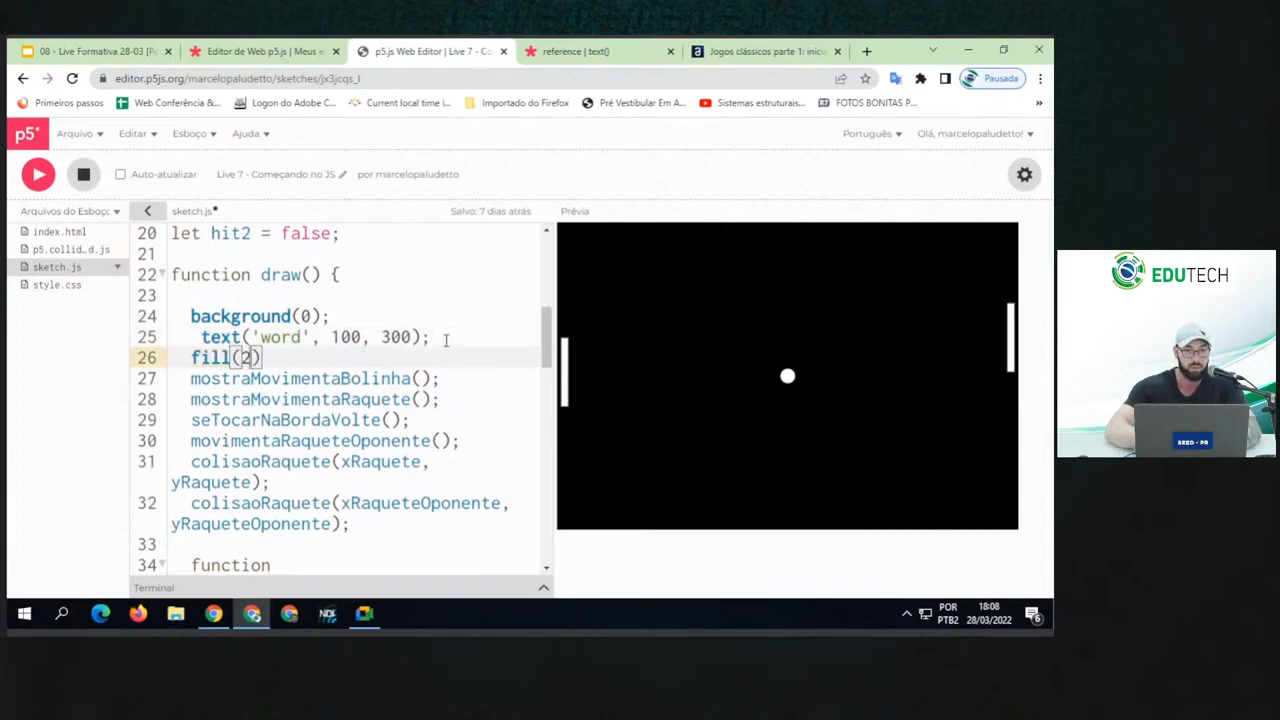 08 - Live Formativa 28-03 [Pe
Editor de Web p5.js | Meus e
p5.js Web Editor | Live 7 - Co
reference | text()
Jogos clássicos parte 1: inicia
editor.p5js.org/marcelopaludetto/sketches/jx3jcqs_l
Pausada
Primeiros passos
Web Conferência &...
Logon do Adobe C...
Current local time i...
Importado do Firefox
Pré Vestibular Em A...
Sistemas estruturais...
FOTOS BONITAS P...
»
p5*
Arquivo
Editar
Esboço
Ajuda
Português
Olá, marcelopaludetto!
Auto-atualizar
Live 7 - Começando no JS
por marcelopaludetto
Arquivos do Esboç
sketch.js
Salvo: 7 dias atrás
Prévia
index.html
p5.collid...d.js
sketch.js
style.css
20 let hit2 = false;
21
22 function draw() {
23
24 background(0);
25 text('word', 100, 300);
26 fill(2)
27 mostraMovimentaBolinha();
28 mostraMovimentaRaquete();
29 seTocarNaBordaVolte();
30 movimentaRaqueteOponente();
31 colisaoRaquete(xRaquete,
yRaquete);
32 colisaoRaquete(xRaqueteOponente,
yRaqueteOponente);
33
34 function
Terminal
EDUTECH
SEED - PR
NDI
POR
PTB2
18:08
28/03/2022
6